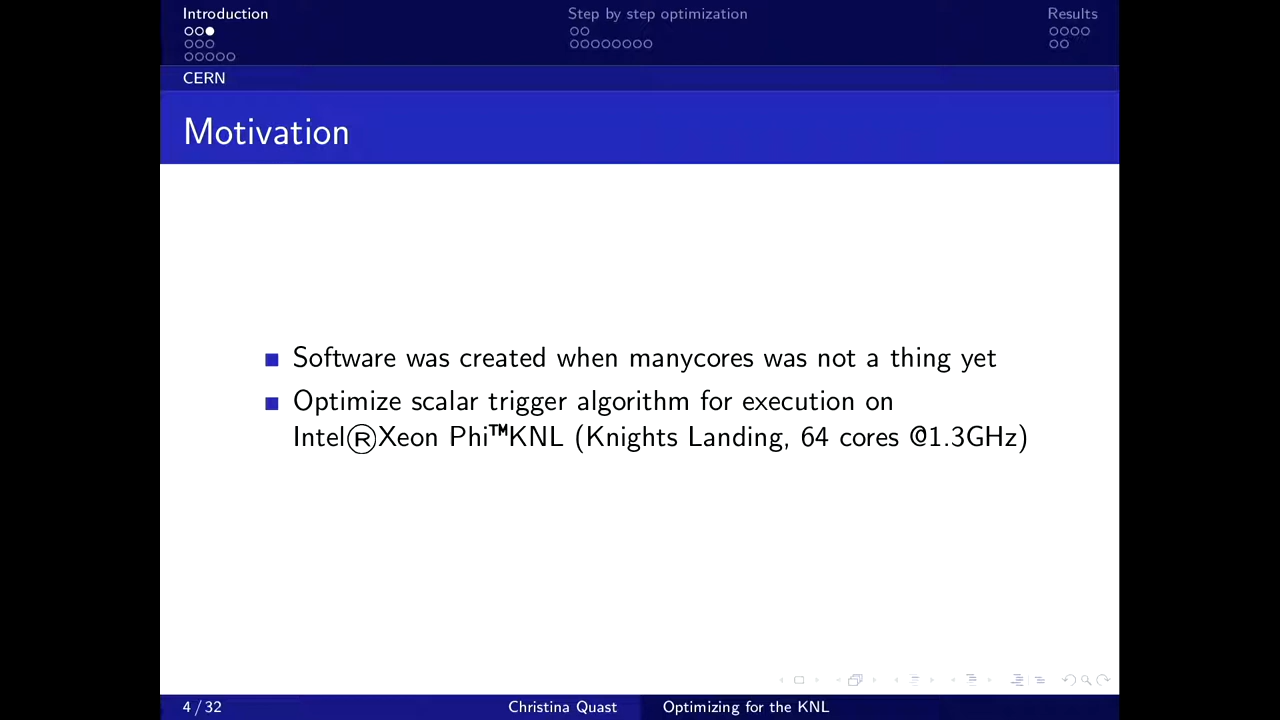 Introduction
Step by step optimization
Results
CERN
Motivation
Software was created when manycores was not a thing yet
Optimize scalar trigger algorithm for execution on
Intel®Xeon Phi™KNL (Knights Landing, 64 cores @1.3GHz)
4 / 32
Christina Quast
Optimizing for the KNL